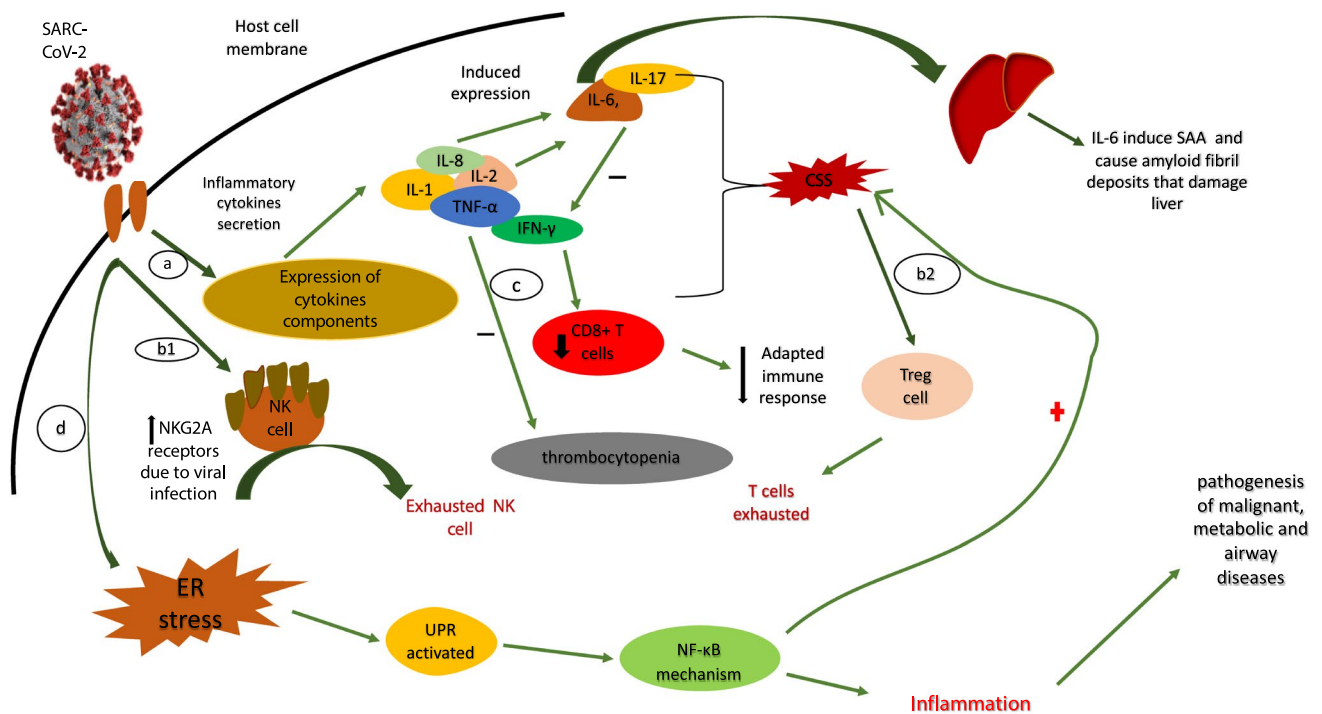 SARC-
CoV-2
Host cell
membrane
Induced
expression
IL-17
IL-6,
IL-6 induce SAA and
cause amyloid fibril
deposits that damage
liver
Inflammatory
cytokines
secretion
IL-8
IL-2
IL-1
TNF-α
IFN-γ
CSS
a
Expression of
cytokines
components
c
b2
–
–
CD8+ T
cells
Adapted
immune
response
Treg
cell
b1
NK
cell
d
NKG2A
receptors
due to viral
infection
thrombocytopenia
Exhausted NK
cell
T cells
exhausted
+
pathogenesis
of malignant,
metabolic and
airway
diseases
ER
stress
UPR
activated
NF-κB
mechanism
Inflammation